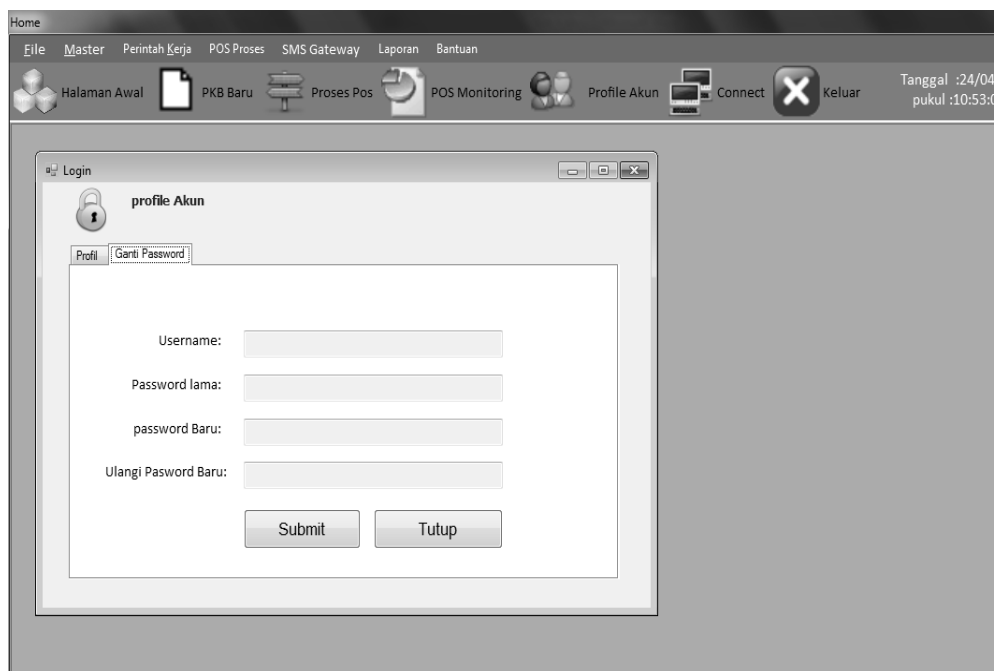 Home
File Master Perintah Kerja POS Proses SMS Gateway Laporan Bantuan
Halaman Awal PKB Baru Proses Pos POS Monitoring Profile Akun Connect Keluar
Tanggal :24/04
pukul :10:53:0
Login
profile Akun
Profil Ganti Password
Username:
Password lama:
password Baru:
Ulangi Pasword Baru:
Submit Tutup